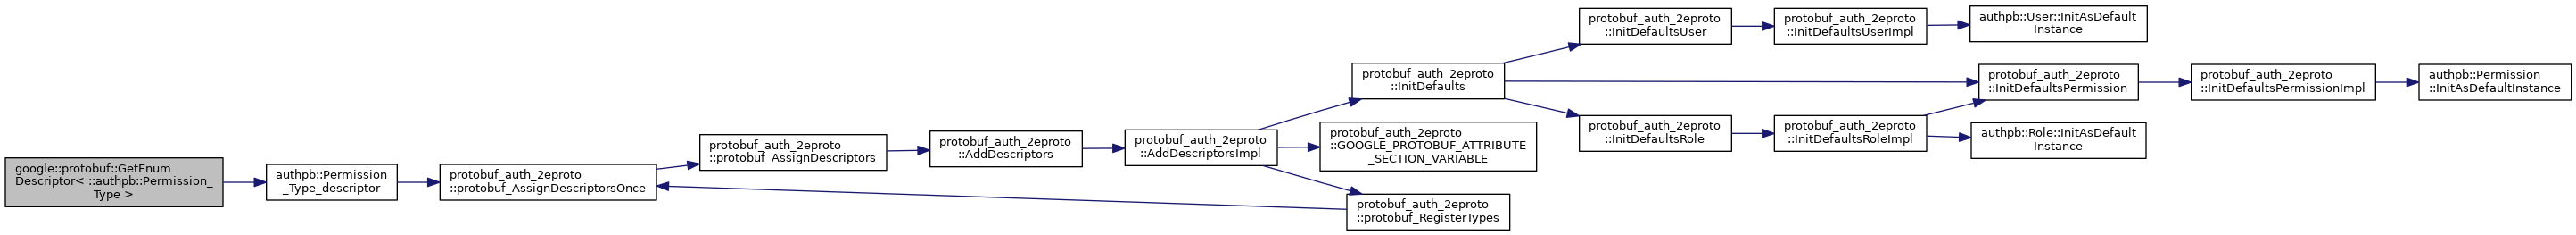 google::protobuf::GetEnum
Descriptor< ::authpb::Permission_
Type >
authpb::Permission
_Type_descriptor
protobuf_auth_2eproto
::protobuf_AssignDescriptorsOnce
protobuf_auth_2eproto
::protobuf_AssignDescriptors
protobuf_auth_2eproto
::AddDescriptors
protobuf_auth_2eproto
::AddDescriptorsImpl
protobuf_auth_2eproto
::InitDefaults
protobuf_auth_2eproto
::GOOGLE_PROTOBUF_ATTRIBUTE
_SECTION_VARIABLE
protobuf_auth_2eproto
::protobuf_RegisterTypes
protobuf_auth_2eproto
::InitDefaultsUser
protobuf_auth_2eproto
::InitDefaultsUserImpl
authpb::User::InitAsDefault
Instance
protobuf_auth_2eproto
::InitDefaultsPermission
protobuf_auth_2eproto
::InitDefaultsPermissionImpl
authpb::Permission
::InitAsDefaultInstance
protobuf_auth_2eproto
::InitDefaultsRole
protobuf_auth_2eproto
::InitDefaultsRoleImpl
authpb::Role::InitAsDefault
Instance